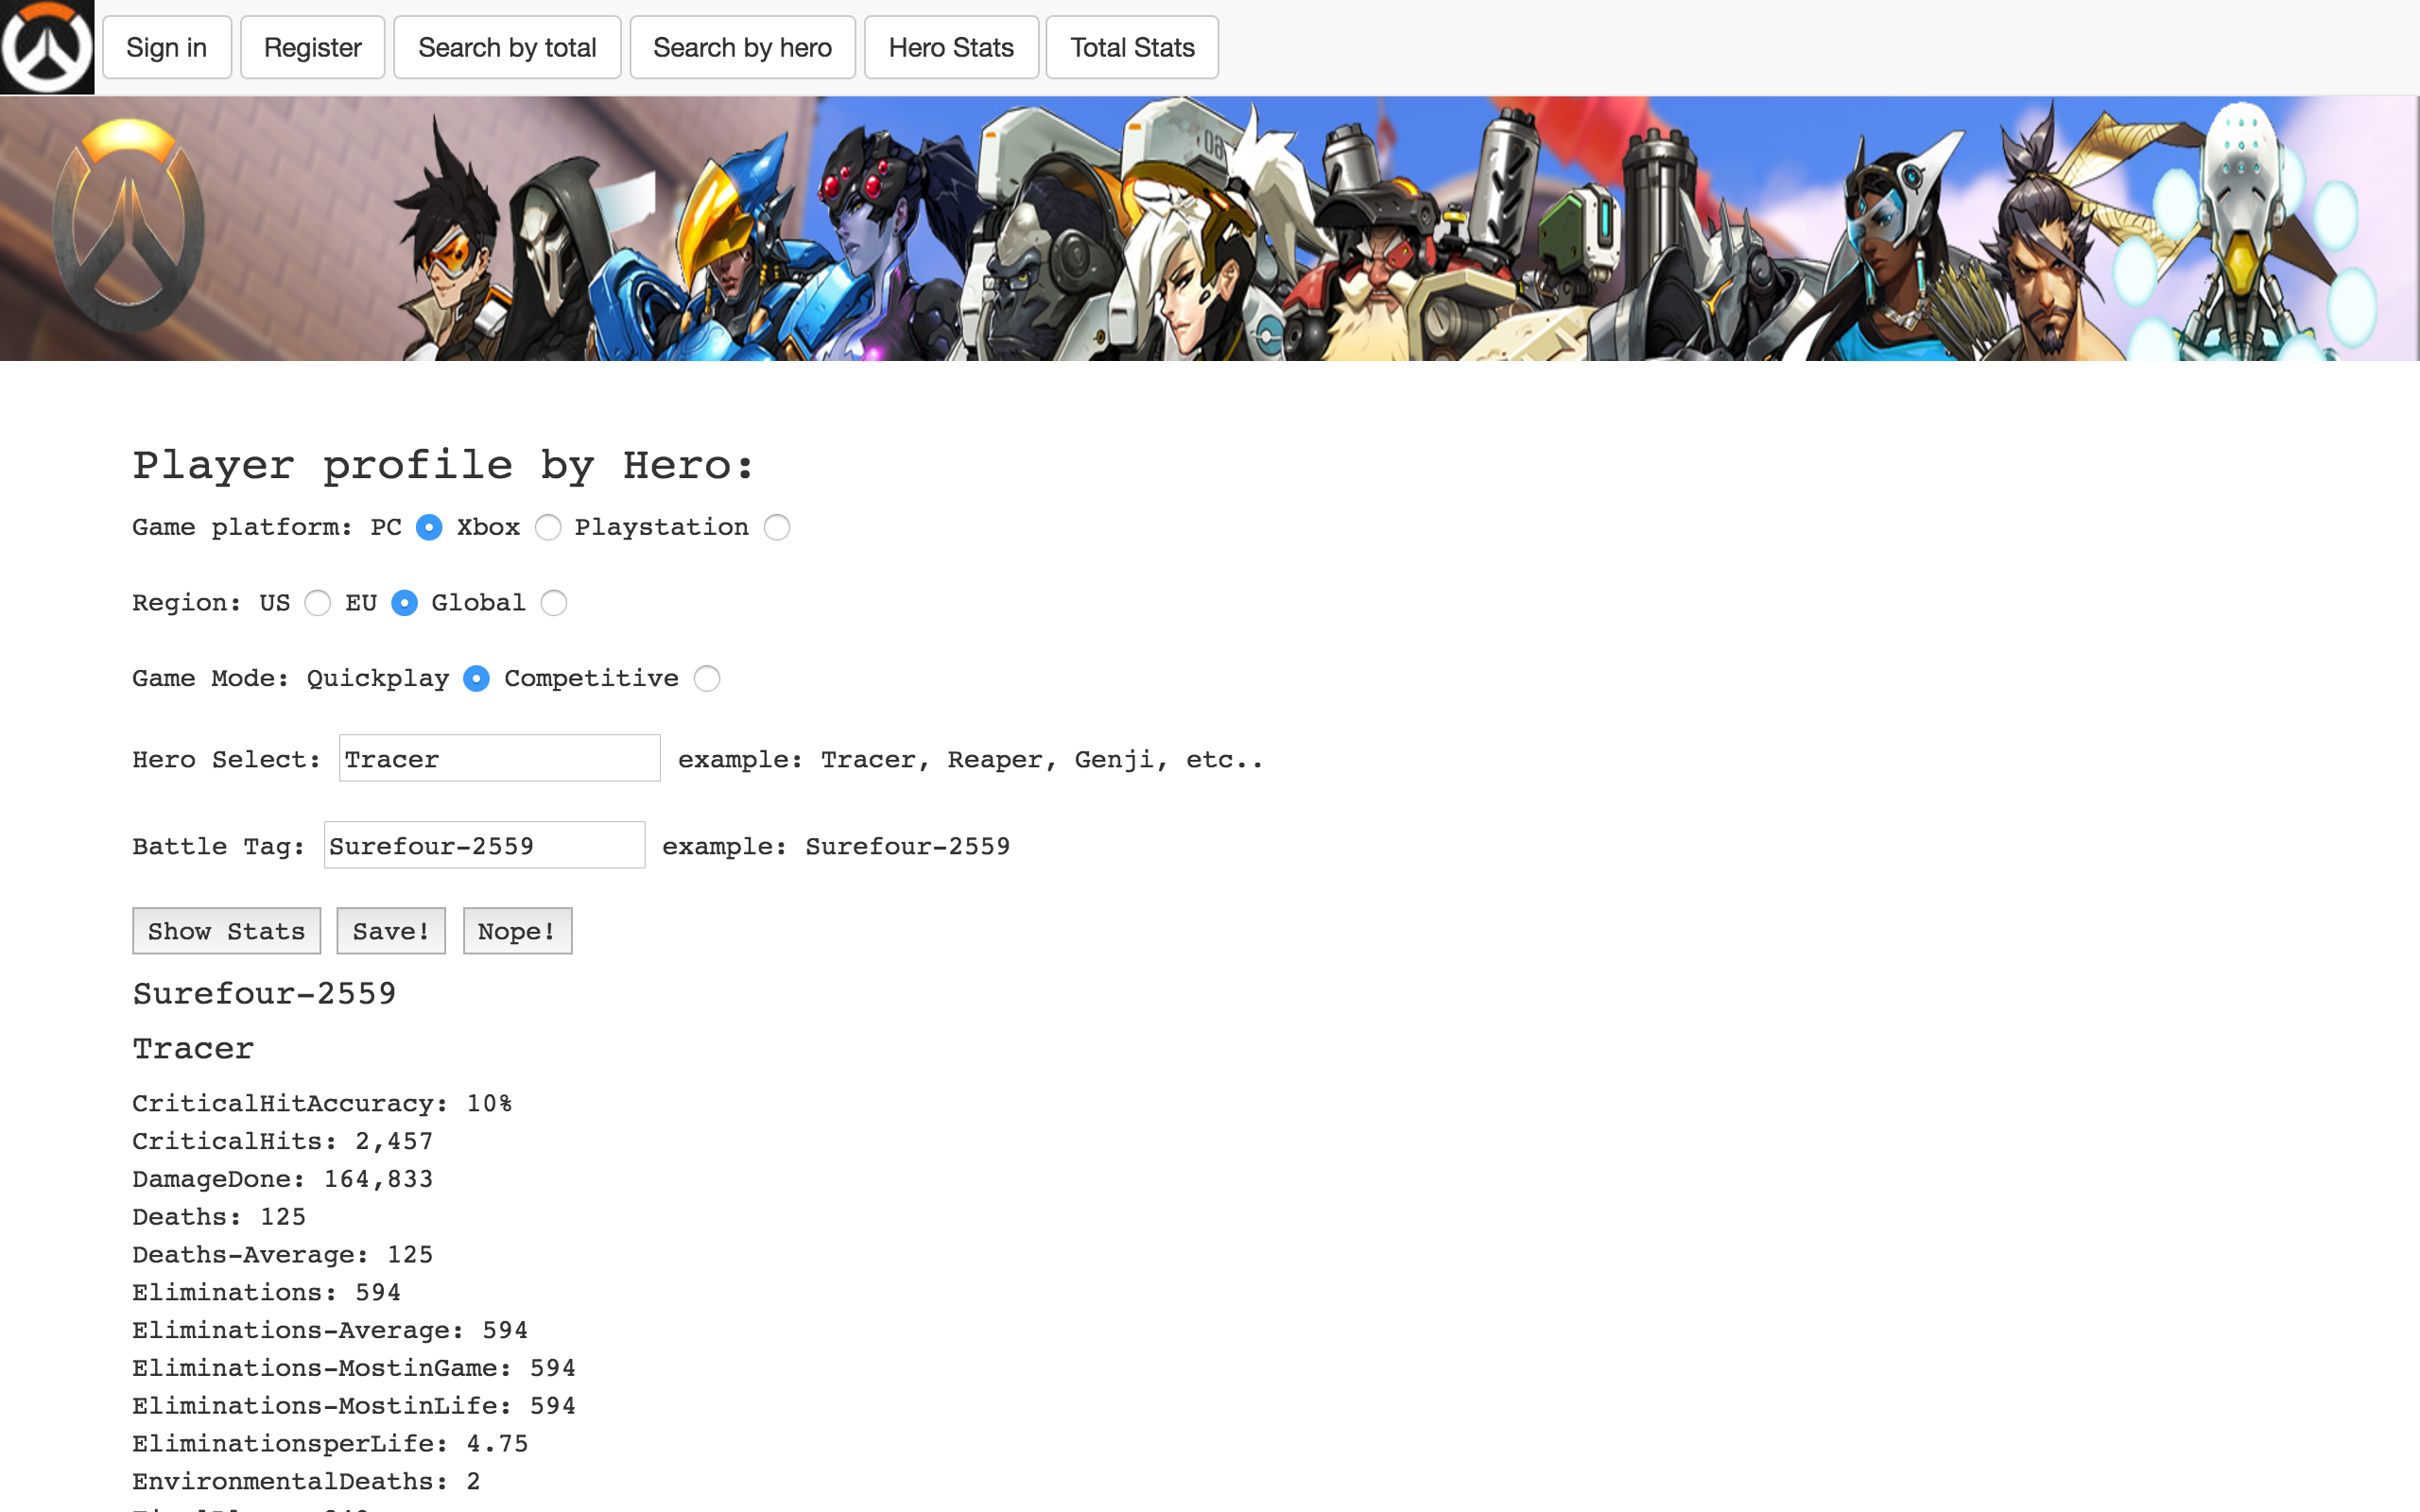 Sign in Register Search by total Search by hero Hero Stats Total Stats
Player profile by Hero:
Game platform: PC Xbox Playstation
Region: US EU Global
Game Mode: Quickplay Competitive
Hero Select: Tracer example: Tracer, Reaper, Genji, etc..
Battle Tag: Surefour-2559 example: Surefour-2559
Show Stats Save! Nope!
Surefour-2559
Tracer
CriticalHitAccuracy: 10%
CriticalHits: 2,457
DamageDone: 164,833
Deaths: 125
Deaths-Average: 125
Eliminations: 594
Eliminations-Average: 594
Eliminations-MostinGame: 594
Eliminations-MostinLife: 594
EliminationsperLife: 4.75
EnvironmentalDeaths: 2